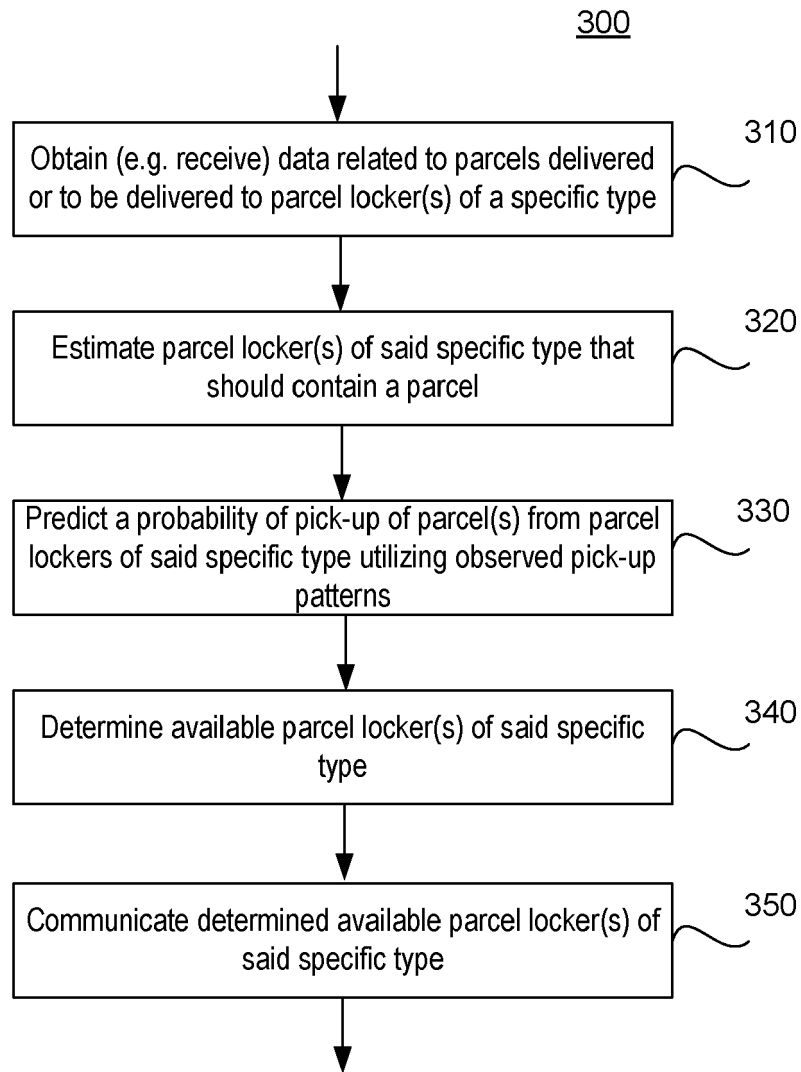 300
310
Obtain (e.g. receive) data related to parcels delivered
or to be delivered to parcel locker(s) of a specific type
320
Estimate parcel locker(s) of said specific type that
should contain a parcel
330
Predict a probability of pick-up of parcel(s) from parcel
lockers of said specific type utilizing observed pick-up
patterns
340
Determine available parcel locker(s) of said specific
type
350
Communicate determined available parcel locker(s) of
said specific type